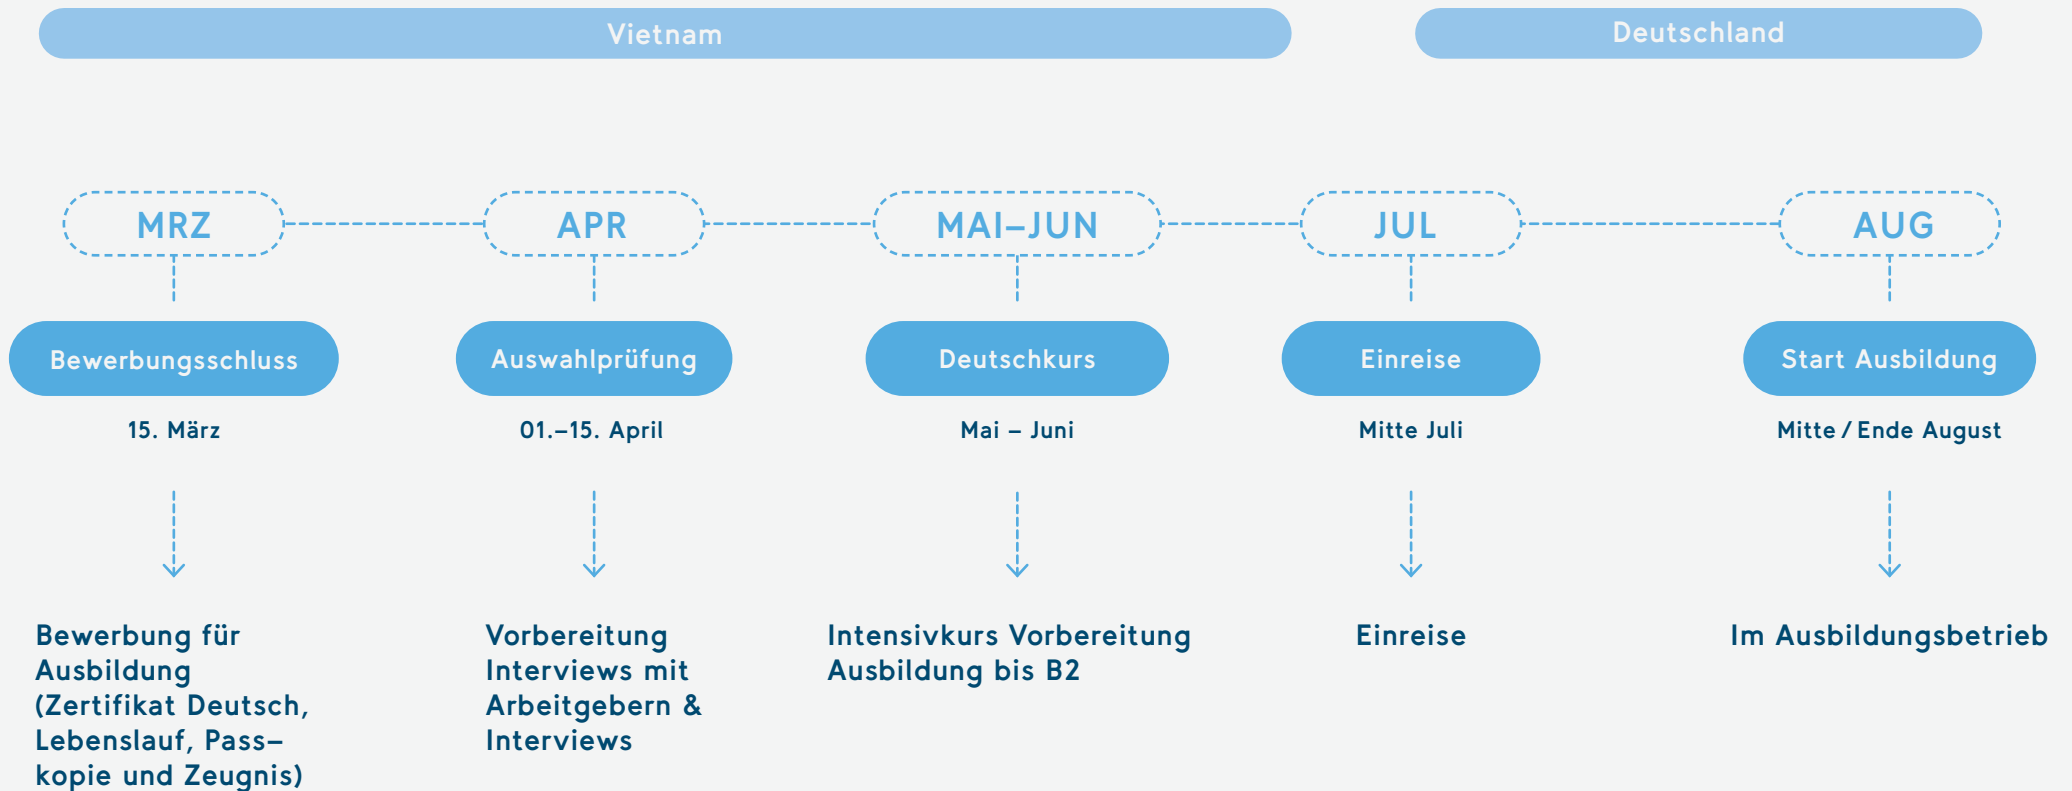 Vietnam
Deutschland
MRZ
APR
MAI–JUN
JUL
AUG
Bewerbungsschluss
Auswahlprüfung
Deutschkurs
Einreise
Start Ausbildung
15. März
01.–15. April
Mai – Juni
Mitte Juli
Mitte / Ende August
Bewerbung für
Ausbildung
(Zertifikat Deutsch,
Lebenslauf, Pass–
kopie und Zeugnis)
Vorbereitung
Interviews mit
Arbeitgebern &
Interviews
Intensivkurs Vorbereitung
Ausbildung bis B2
Einreise
Im Ausbildungsbetrieb